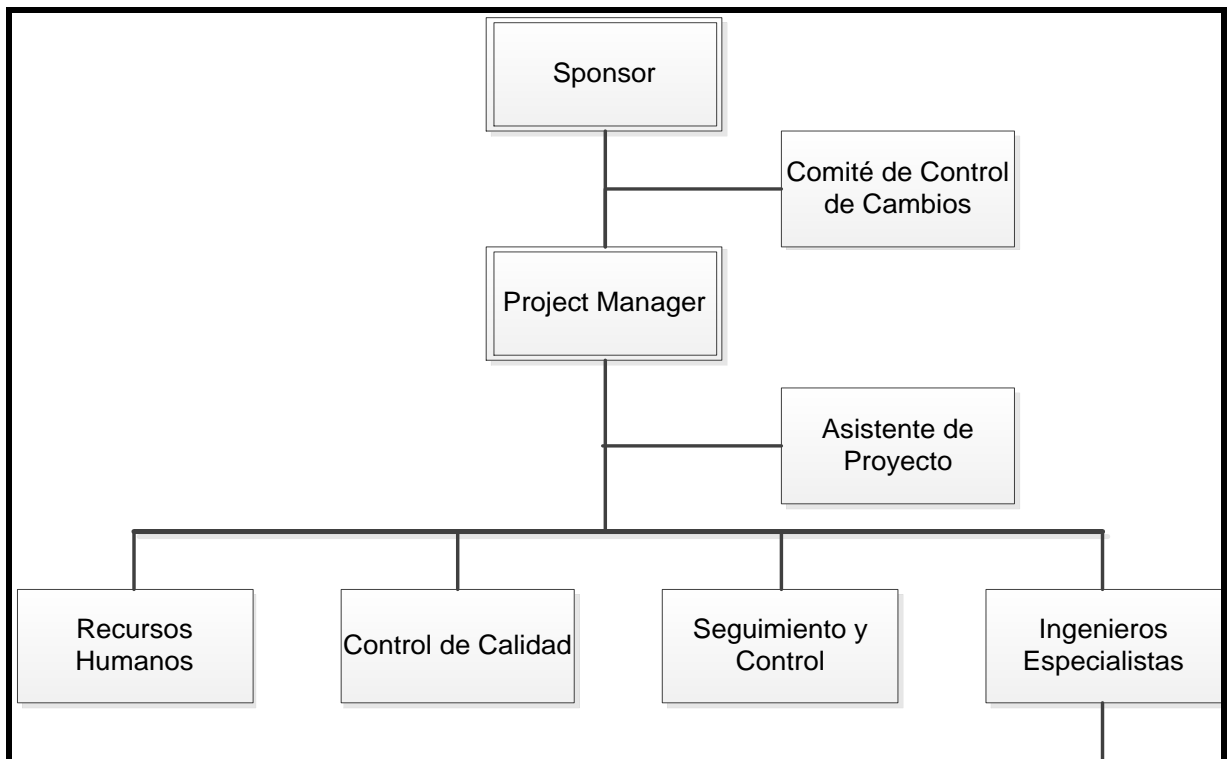 Sponsor
Comité de Control
de Cambios
Project Manager
Asistente de
Proyecto
Recursos
Humanos
Control de Calidad
Seguimiento y
Control
Ingenieros
Especialistas